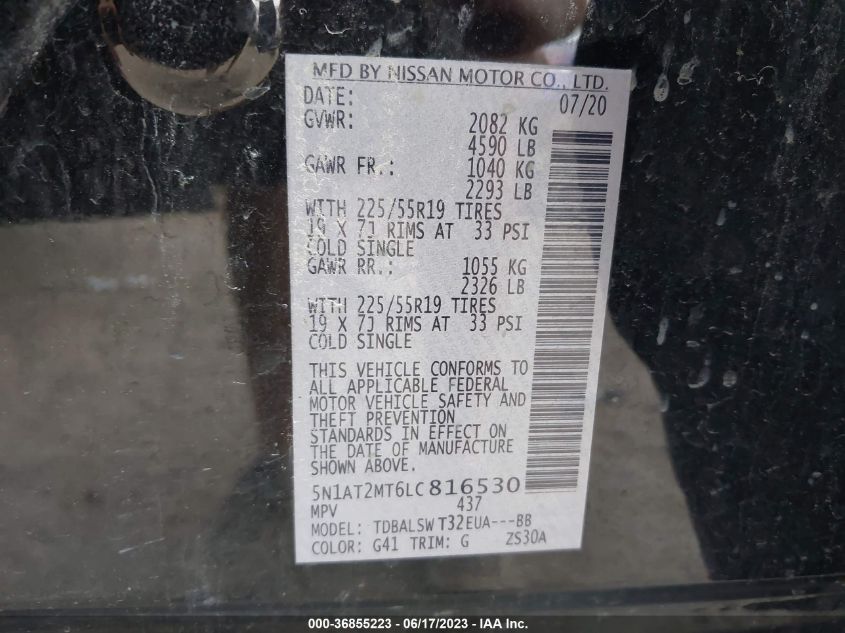 MFD BY NISSAN MOTOR CO., LTD.
DATE: 07/20
GVWR: 2082 KG
4590 LB
GAWR FR.: 1040 KG
2293 LB
WITH 225/55R19 TIRES
19 X 7J RIMS AT 33 PSI
COLD SINGLE
GAWR RR.: 1055 KG
2326 LB
WITH 225/55R19 TIRES
19 X 7J RIMS AT 33 PSI
COLD SINGLE
THIS VEHICLE CONFORMS TO
ALL APPLICABLE FEDERAL
MOTOR VEHICLE SAFETY AND
THEFT PREVENTION
STANDARDS IN EFFECT ON
THE DATE OF MANUFACTURE
SHOWN ABOVE.
5N1AT2MT6LC816530
MPV 437
MODEL: TDBALSW T32EUA---BB
COLOR: G41 TRIM: G ZS30A
000-36855223 - 06/17/2023 - IAA Inc.